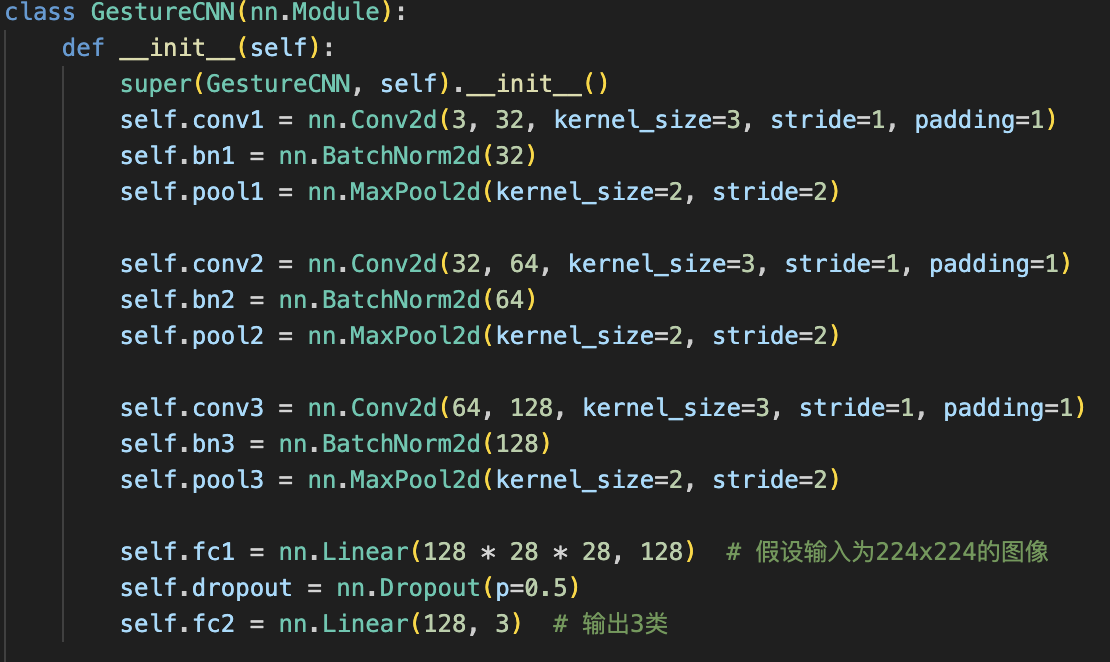 class GestureCNN(nn.Module):
def __init__(self):
super(GestureCNN, self).__init__()
self.conv1 = nn.Conv2d(3, 32, kernel_size=3, stride=1, padding=1)
self.bn1 = nn.BatchNorm2d(32)
self.pool1 = nn.MaxPool2d(kernel_size=2, stride=2)
self.conv2 = nn.Conv2d(32, 64, kernel_size=3, stride=1, padding=1)
self.bn2 = nn.BatchNorm2d(64)
self.pool2 = nn.MaxPool2d(kernel_size=2, stride=2)
self.conv3 = nn.Conv2d(64, 128, kernel_size=3, stride=1, padding=1)
self.bn3 = nn.BatchNorm2d(128)
self.pool3 = nn.MaxPool2d(kernel_size=2, stride=2)
self.fc1 = nn.Linear(128 * 28 * 28, 128)  # 假设输入为224x224的图像
self.dropout = nn.Dropout(p=0.5)
self.fc2 = nn.Linear(128, 3)  # 输出3类